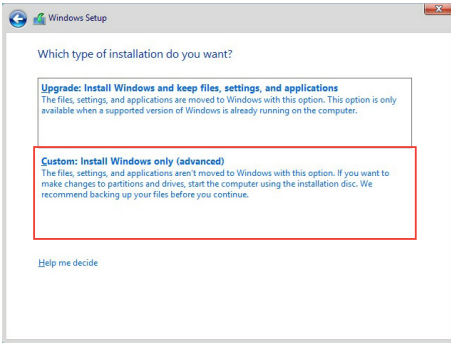 Windows Setup
Which type of installation do you want?
Upgrade: Install Windows and keep files, settings, and applications
The files, settings, and applications are moved to Windows with this option. This option is only
available when a supported version of Windows is already running on the computer.
Custom: Install Windows only (advanced)
The files, settings, and applications aren't moved to Windows with this option. If you want to
make changes to partitions and drives, start the computer using the installation disc. We
recommend backing up your files before you continue.
Help me decide